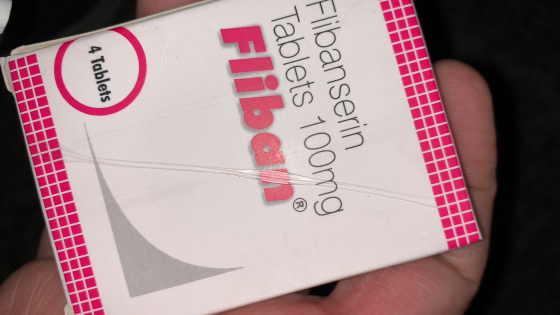 Flibanserin
Tablets 100mg
Fliban®
4 Tablets